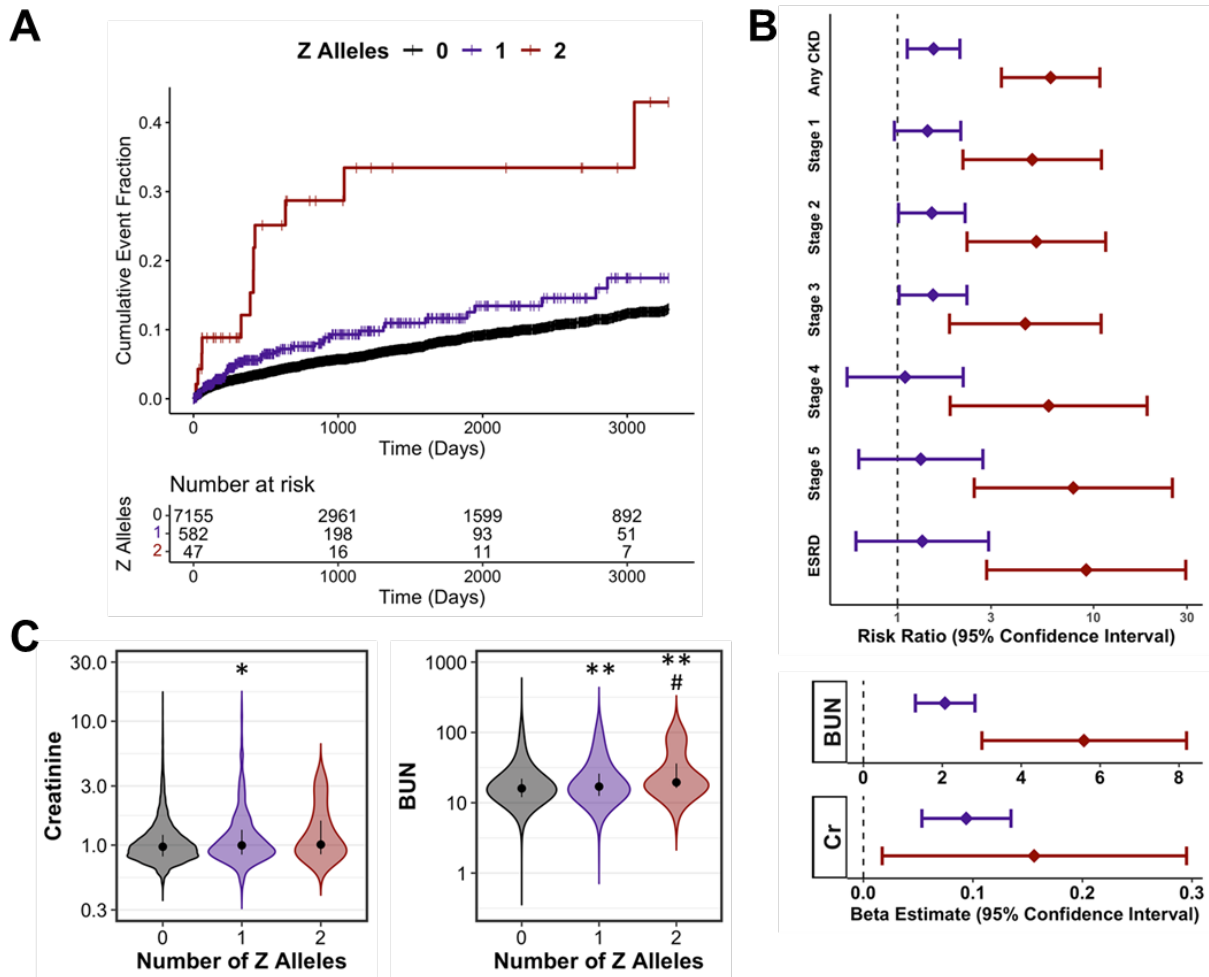 A
Z Alleles 0 1 2
Cumulative Event Fraction
0.4
0.3
0.2
0.1
0.0
0 1000 2000 3000
Time (Days)
Number at risk
Z Alleles
0 7155 2961 1599 892
1 582 198 93 51
2 47 16 11 7
0 1000 2000 3000
Time (Days)
B
Any CKD
Stage 1
Stage 2
Stage 3
Stage 4
Stage 5
ESRD
1 3 10 30
Risk Ratio (95% Confidence Interval)
BUN
0 2 4 6 8
Cr
0.0 0.1 0.2 0.3
Beta Estimate (95% Confidence Interval)
C
Creatinine
30.0
10.0
3.0
1.0
0.3
*
0 1 2
Number of Z Alleles
BUN
1000
100
10
1
** **
#
0 1 2
Number of Z Alleles